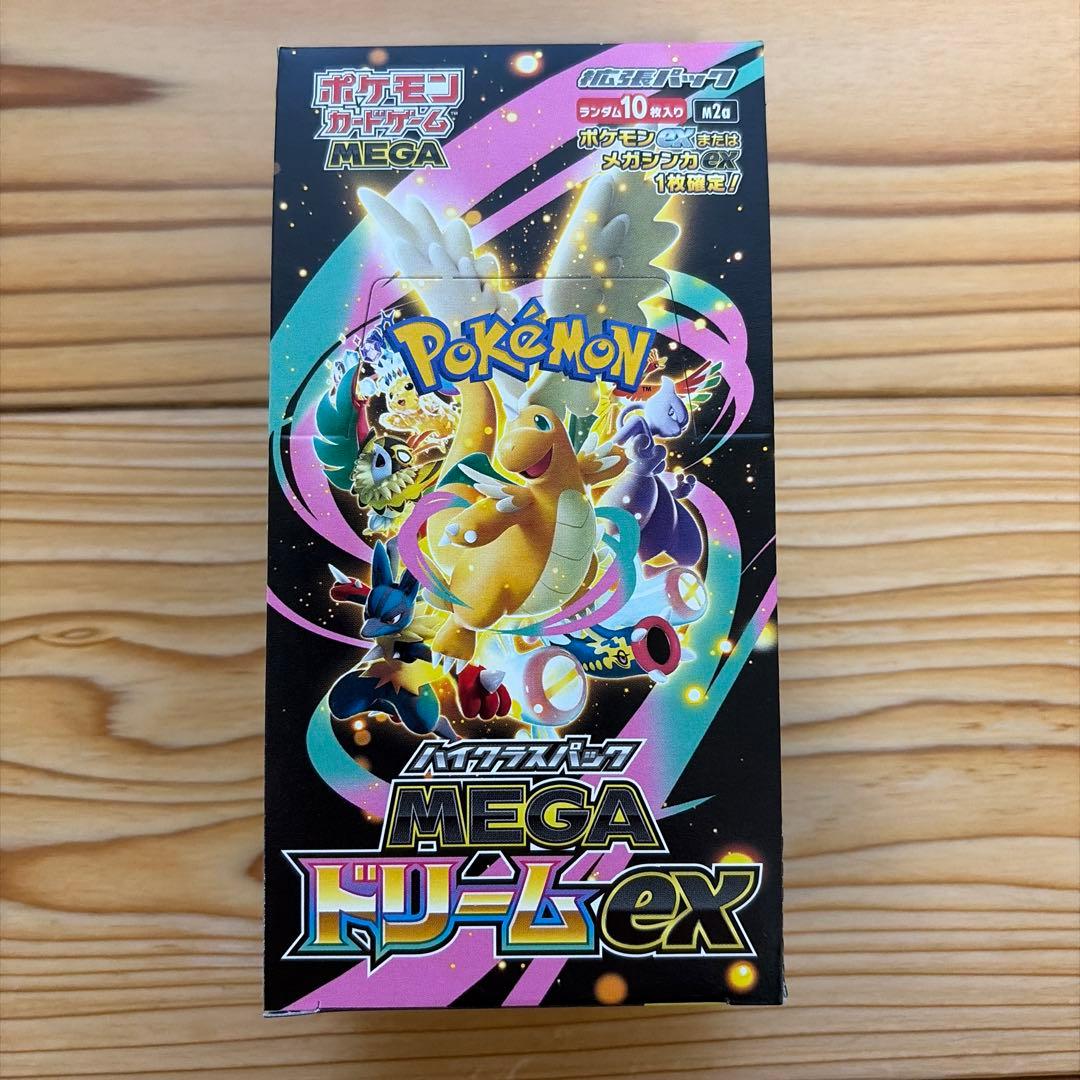 ポケモン
カードゲーム™
MEGA
拡張パック
ランダム10枚入り M2a
ポケモンexまたは
メガシンカex
1枚確定!
POKéMON™
ハイクラスパック
MEGA
ドリームex